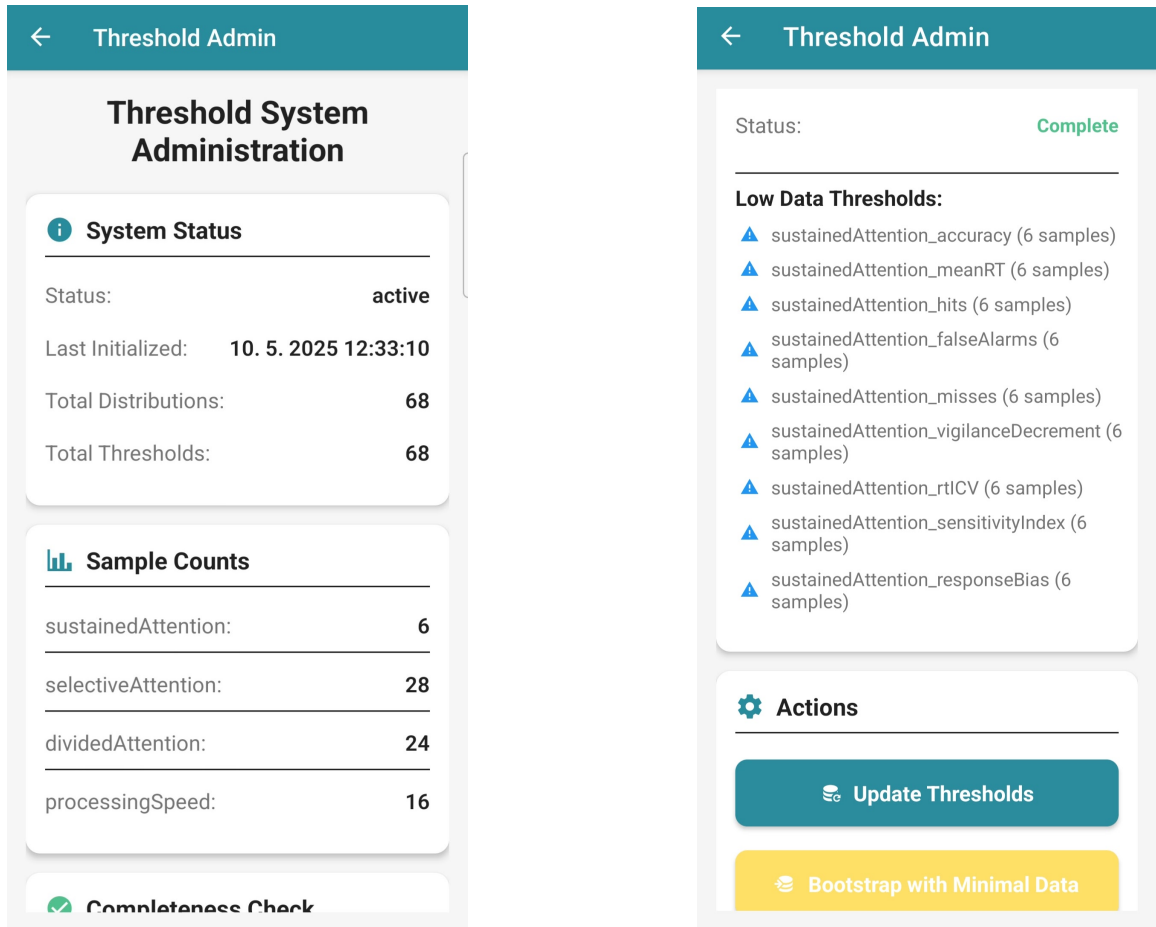 Threshold Admin
Threshold System
Administration
System Status
Status: active
Last Initialized: 10. 5. 2025 12:33:10
Total Distributions: 68
Total Thresholds: 68
Sample Counts
sustainedAttention: 6
selectiveAttention: 28
dividedAttention: 24
processingSpeed: 16
Completeness Check
Threshold Admin
Status: Complete
Low Data Thresholds:
sustainedAttention_accuracy (6 samples)
sustainedAttention_meanRT (6 samples)
sustainedAttention_hits (6 samples)
sustainedAttention_falseAlarms (6
samples)
sustainedAttention_misses (6 samples)
sustainedAttention_vigilanceDecrement (6
samples)
sustainedAttention_rtICV (6 samples)
sustainedAttention_sensitivityIndex (6
samples)
sustainedAttention_responseBias (6
samples)
Actions
Update Thresholds
Bootstrap with Minimal Data